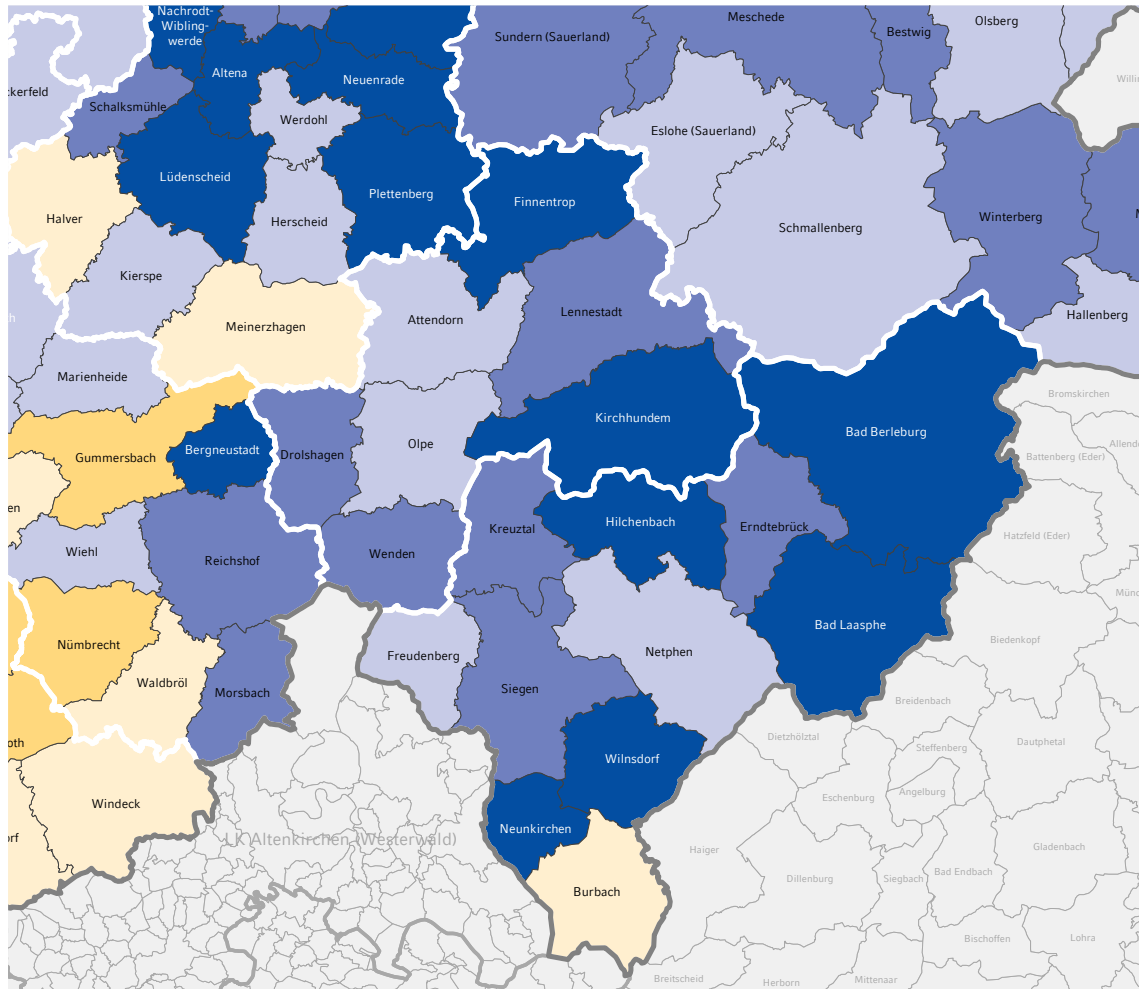 Nachrodt-
Wibling-
werde
Sundern (Sauerland)
Meschede
Bestwig
Olsberg
Altena
Neuenrade
ckerfeld
Schalksmühle
Werdohl
Eslohe (Sauerland)
Lüdenscheid
Plettenberg
Finnentrop
Halver
Herscheid
Schmallenberg
Winterberg
Kierspe
Hallenberg
Lennestadt
Attendorn
Meinerzhagen
Marienheide
Bromskirchen
Kirchhundem
Bad Berleburg
Olpe
Bergneustadt
Drolshagen
Gummersbach
Battenberg (Eder)
Hilchenbach
Erndtebrück
Kreuztal
Hatzfeld (Eder)
Wiehl
Reichshof
Wenden
Bad Laasphe
Biedenkopf
Nümbrecht
Freudenberg
Netphen
Waldbröl
Morsbach
Siegen
Breidenbach
Dietzhölztal
Steffenberg
Dautphetal
Wilnsdorf
Angelburg
Eschenburg
Windeck
Neunkirchen
LK Altenkirchen (Westerwald)
Haiger
Gladenbach
Dillenburg
Siegbach
Bad Endbach
Burbach
Bischoffen
Lohra
Breitscheid
Herborn
Mittenaar